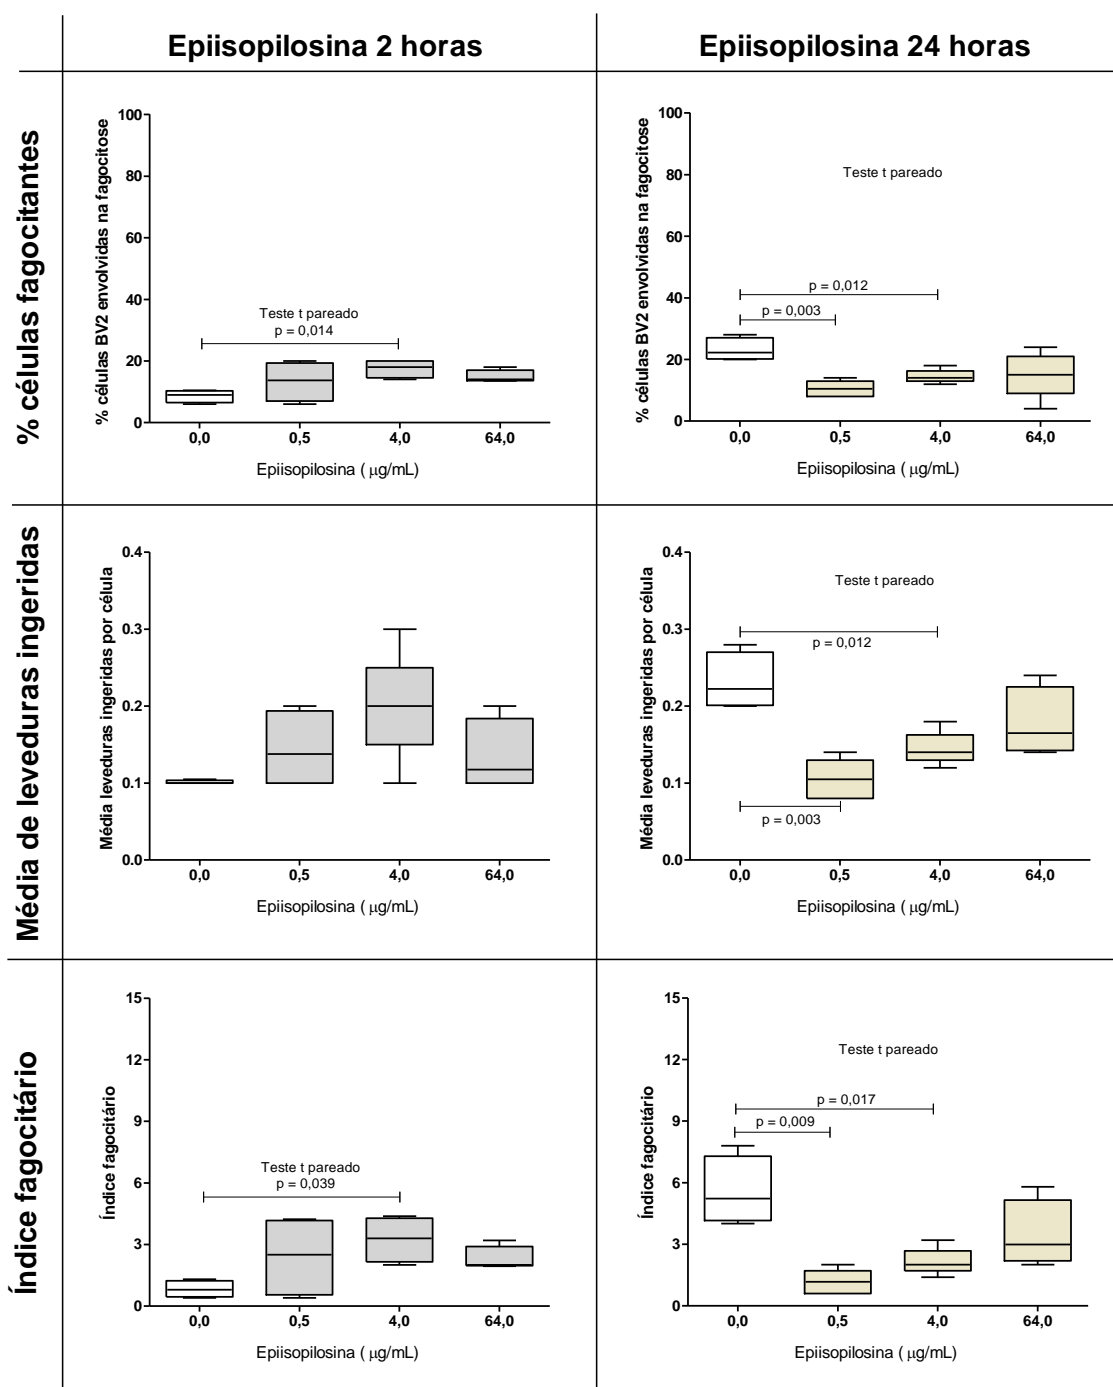 Epiisopilosina 2 horas
Epiisopilosina 24 horas
% células fagocitantes
% células BV2 envolvidas na fagocitose
100
80
60
40
20
0
Teste t pareado
p = 0,014
0,0 0,5 4,0 64,0
Epiisopilosina ( µg/mL)
% células BV2 envolvidas na fagocitose
100
80
60
40
20
0
Teste t pareado
p = 0,012
p = 0,003
0,0 0,5 4,0 64,0
Epiisopilosina ( µg/mL)
Média de leveduras ingeridas
Média leveduras ingeridas por célula
0.4
0.3
0.2
0.1
0.0
0,0 0,5 4,0 64,0
Epiisopilosina ( µg/mL)
Média leveduras ingeridas por célula
0.4
0.3
0.2
0.1
0.0
Teste t pareado
p = 0,012
p = 0,003
0,0 0,5 4,0 64,0
Epiisopilosina ( µg/mL)
Índice fagocitário
Índice fagocitário
15
12
9
6
3
0
Teste t pareado
p = 0,039
0,0 0,5 4,0 64,0
Epiisopilosina ( µg/mL)
Índice fagocitário
15
12
9
6
3
0
Teste t pareado
p = 0,017
p = 0,009
0,0 0,5 4,0 64,0
Epiisopilosina ( µg/mL)